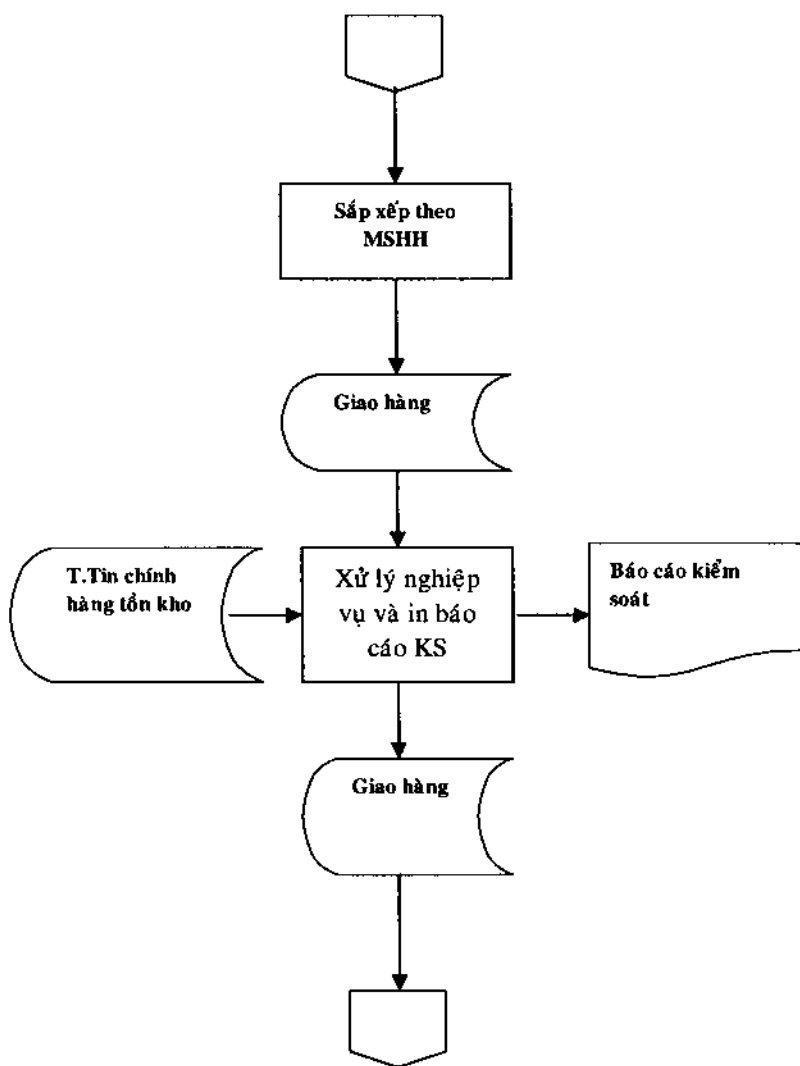 Sắp xếp theo
MSHH
Giao hàng
T.Tin chính
hàng tồn kho
Xử lý nghiệp
vụ và in báo
cáo KS
Báo cáo kiểm
soát
Giao hàng